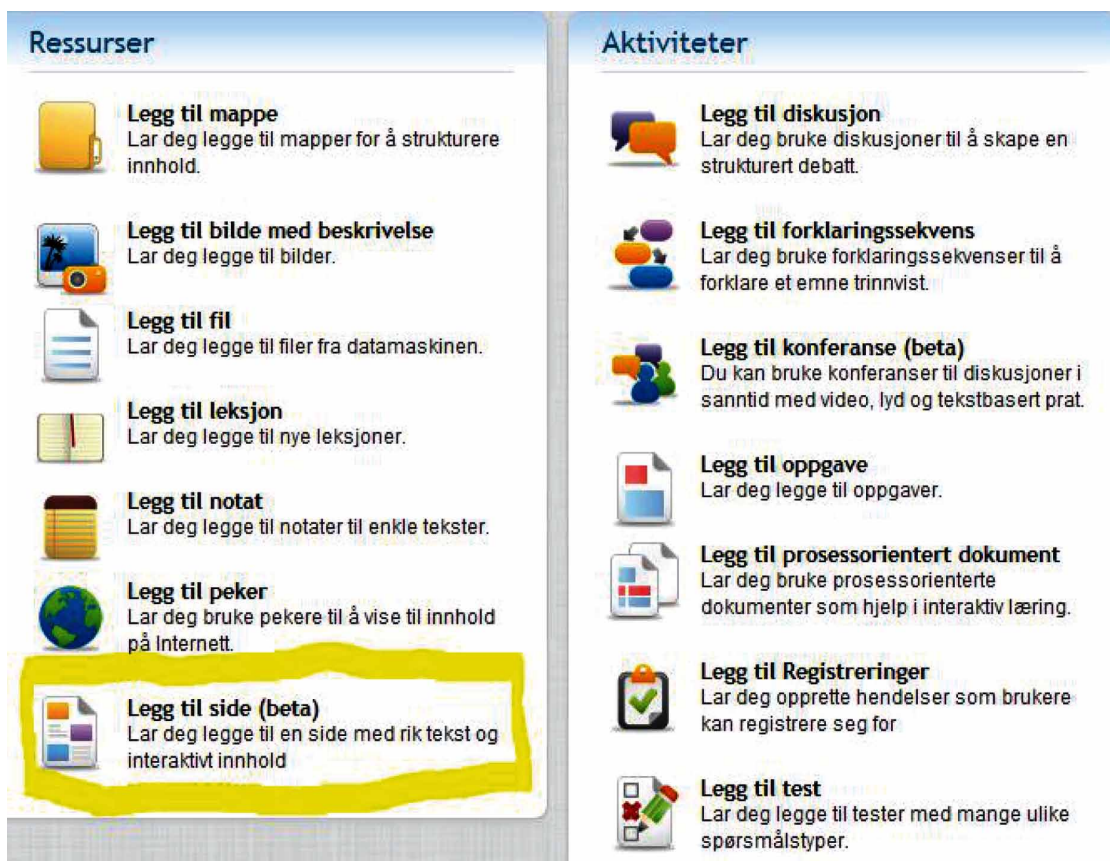 Ressurser
Legg til mappe
Lar deg legge til mapper for å strukturere
innhold.
Legg til bilde med beskrivelse
Lar deg legge til bilder.
Legg til fil
Lar deg legge til filer fra datamaskinen.
Legg til leksjon
Lar deg legge til nye leksjoner.
Legg til notat
Lar deg legge til notater til enkle tekster.
Legg til peker
Lar deg bruke pekere til å vise til innhold
på Internett.
Legg til side (beta)
Lar deg legge til en side med rik tekst og
interaktivt innhold
Aktiviteter
Legg til diskusjon
Lar deg bruke diskusjoner til å skape en
strukturert debatt.
Legg til forklaringssekvens
Lar deg bruke forklaringssekvenser til å
forklare et emne trinnvist.
Legg til konferanse (beta)
Du kan bruke konferanser til diskusjoner i
sanntid med video, lyd og tekstbasert prat.
Legg til oppgave
Lar deg legge til oppgaver.
Legg til prosessorientert dokument
Lar deg bruke prosessorienterte
dokumenter som hjelp i interaktiv læring.
Legg til Registreringer
Lar deg opprette hendelser som brukere
kan registrere seg for
Legg til test
Lar deg legge til tester med mange ulike
spørsmålstyper.